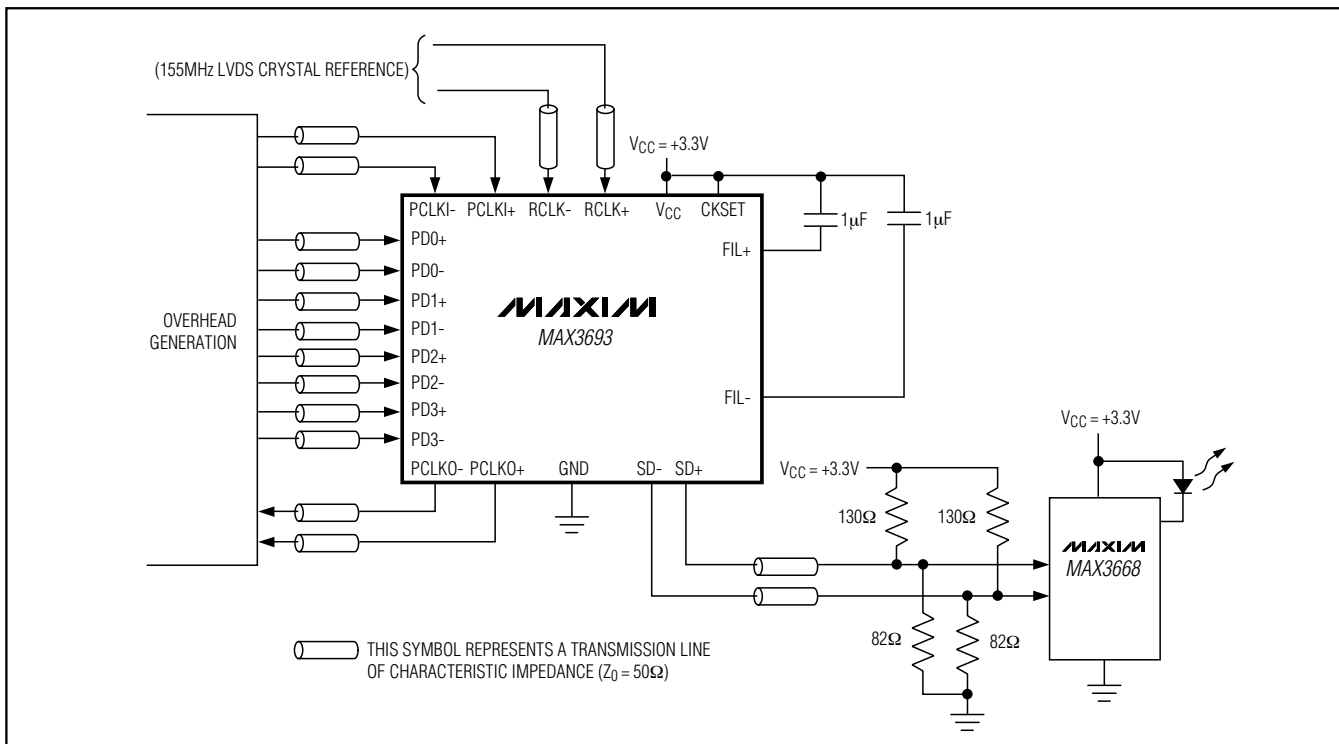 (155MHz LVDS CRYSTAL REFERENCE)
VCC = +3.3V
PCLKI- PCLKI+ RCLK- RCLK+ VCC CKSET
1μF
1μF
PD0+
FIL+
PD0-
PD1+
MAXIM
OVERHEAD
GENERATION
PD1-
MAX3693
PD2+
PD2-
FIL-
PD3+
PD3-
VCC = +3.3V
PCLKO- PCLKO+ GND SD- SD+
VCC = +3.3V
130Ω
130Ω
MAXIM
MAX3668
82Ω
82Ω
THIS SYMBOL REPRESENTS A TRANSMISSION LINE
OF CHARACTERISTIC IMPEDANCE (Z0 = 50Ω)